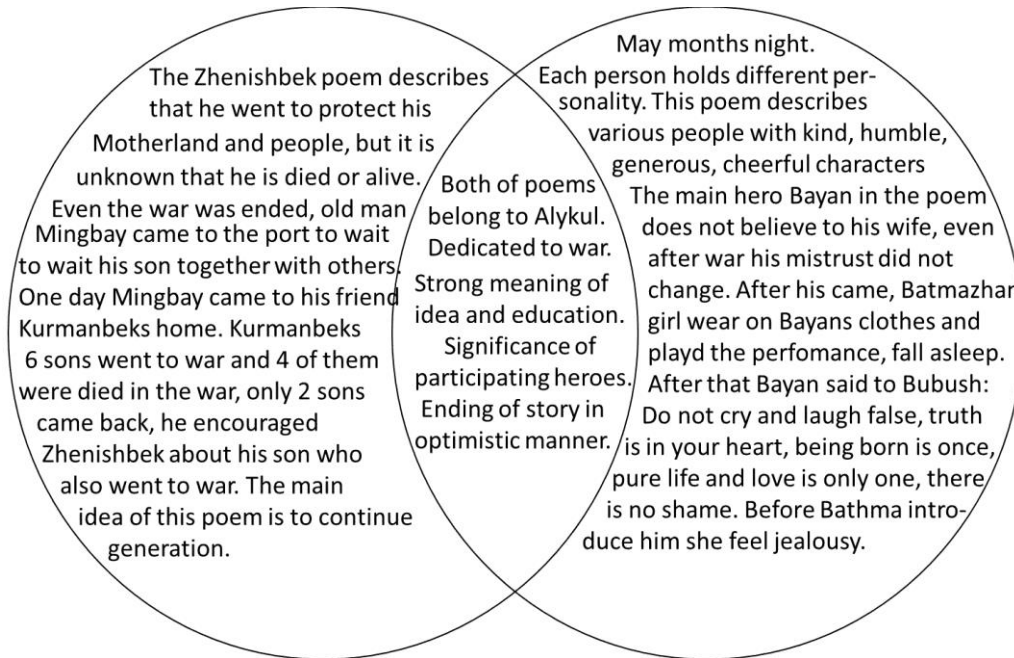 The Zhenishbek poem describes
that he went to protect his
Motherland and people, but it is
unknown that he is died or alive.
Even the war was ended, old man
Mingbay came to the port to wait
to wait his son together with others.
One day Mingbay came to his friend
Kurmanbeks home. Kurmanbeks
6 sons went to war and 4 of them
were died in the war, only 2 sons
came back, he encouraged
Zhenishbek about his son who
also went to war. The main
idea of this poem is to continue
generation.
Both of poems
belong to Alykul.
Dedicated to war.
Strong meaning of
idea and education.
Significance of
participating heroes.
Ending of story in
optimistic manner.
May months night.
Each person holds different per-
sonality. This poem describes
various people with kind, humble,
generous, cheerful characters
The main hero Bayan in the poem
does not believe to his wife, even
after war his mistrust did not
change. After his came, Batmazhan
girl wear on Bayans clothes and
playd the perfomance, fall asleep.
After that Bayan said to Bubush:
Do not cry and laugh false, truth
is in your heart, being born is once,
pure life and love is only one, there
is no shame. Before Bathma intro-
duce him she feel jealousy.